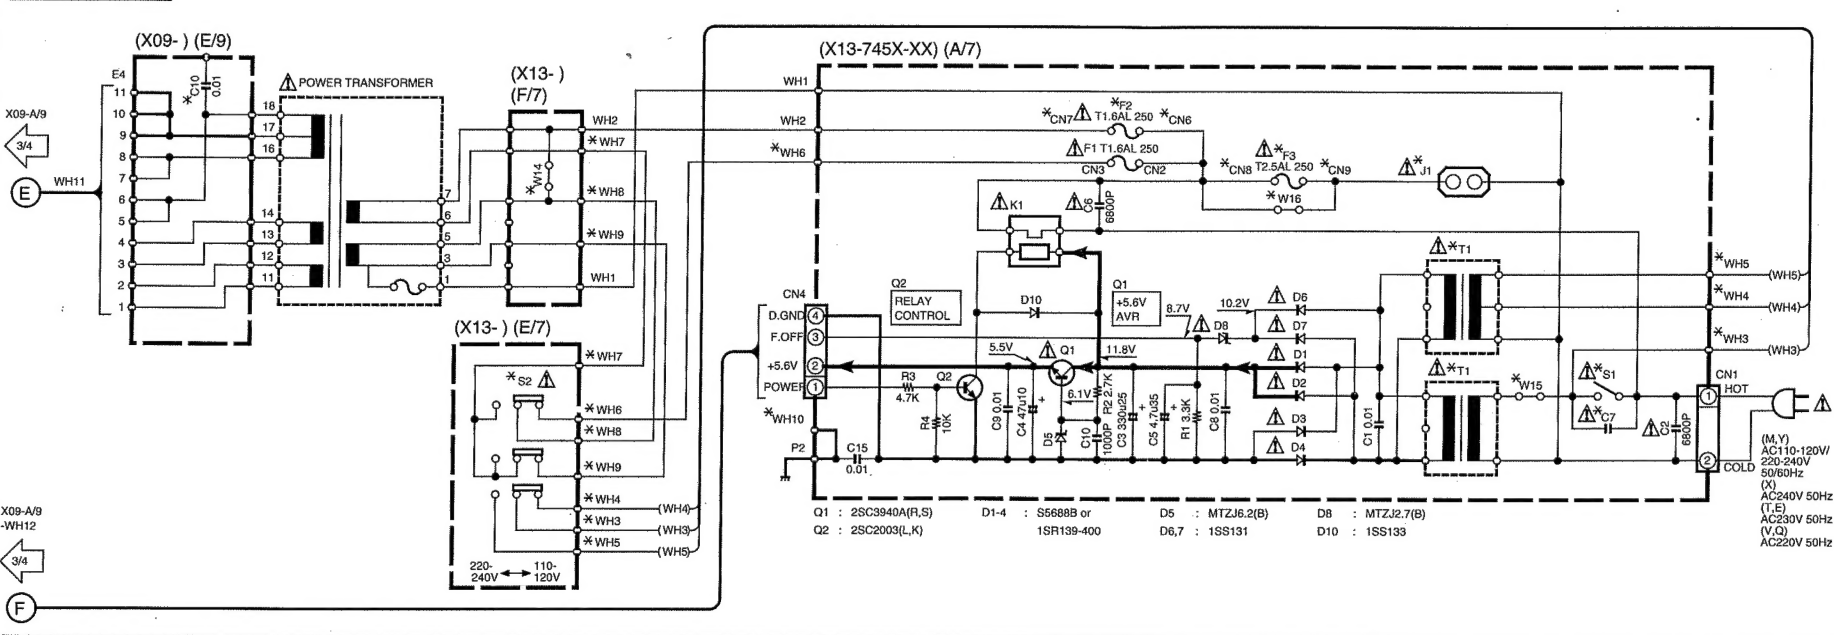 (X09- ) (E/9)
E4
11
10
9
8
7
6
5
4
3
2
1
*C10
0.01
X09-A/9
3/4
E
WH11
18
17
16
14
13
12
11
⚠ POWER TRANSFORMER
7
6
5
3
1
(X13- )
(F/7)
*W14
WH2
*WH7
*WH8
*WH9
WH1
(X13- ) (E/7)
*S2 ⚠
*WH7
*WH6
*WH8
*WH9
*WH4
*WH3
*WH5
(WH4)
(WH3)
(WH5)
220-
240V
110-
120V
X09-A/9
-WH12
3/4
F
(X13-745X-XX) (A/7)
WH1
WH2
*WH6
*CN7
⚠ *F2
T1.6AL 250
*CN6
⚠ F1 T1.6AL 250
CN3
CN2
*CN8
⚠ *F3
T2.5AL 250
*CN9
*W16
⚠ *J1
⚠ K1
⚠ C6
6800P
CN4
D.GND 4
F.OFF 3
+5.6V 2
POWER 1
*WH10
P2
C15
0.01
Q2
RELAY
CONTROL
D10
Q1
+5.6V
AVR
8.7V
10.2V
5.5V
11.8V
6.1V
⚠ Q1
R3
4.7K
Q2
R4
10K
C9 0.01
C4 47u10
D5
C10
1000P
R2 2.7K
C3 330u25
C5 4.7u35
R1 3.3K
C8 0.01
⚠ D8
⚠ D6
⚠ D7
⚠ D1
⚠ D2
⚠ D3
⚠ D4
C1 0.01
⚠ *T1
⚠ *T1
*WH5
(WH5)
*WH4
(WH4)
*WH3
(WH3)
*W15
⚠ *S1
⚠ *C7
⚠ C2
6800P
CN1
HOT
1
2
COLD
⚠
(M,Y)
AC110-120V/
220-240V
50/60Hz
(X)
AC240V 50Hz
(T,E)
AC230V 50Hz
(V,Q)
AC220V 50Hz
Q1 : 2SC3940A(R,S)
Q2 : 2SC2003(L,K)
D1-4 : S5688B or
1SR139-400
D5 : MTZJ6.2(B)
D6,7 : 1SS131
D8 : MTZJ2.7(B)
D10 : 1SS133